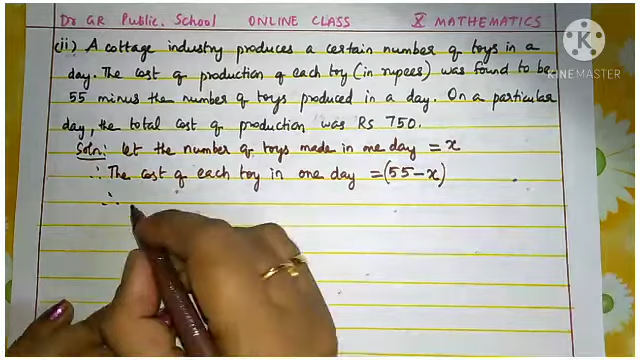 Dr GR Public. School ONLINE CLASS X MATHEMATICS
(ii) A cottage industry produces a certain number of toys in a
day. The cost of production of each toy (in rupees) was found to be
55 minus the number of toys produced in a day. On a particular
day, the total cost of production was RS 750.
Soln: let the number of toys made in one day = x
∴ The cost of each toy in one day = (55-x)
∴
KINEMASTER